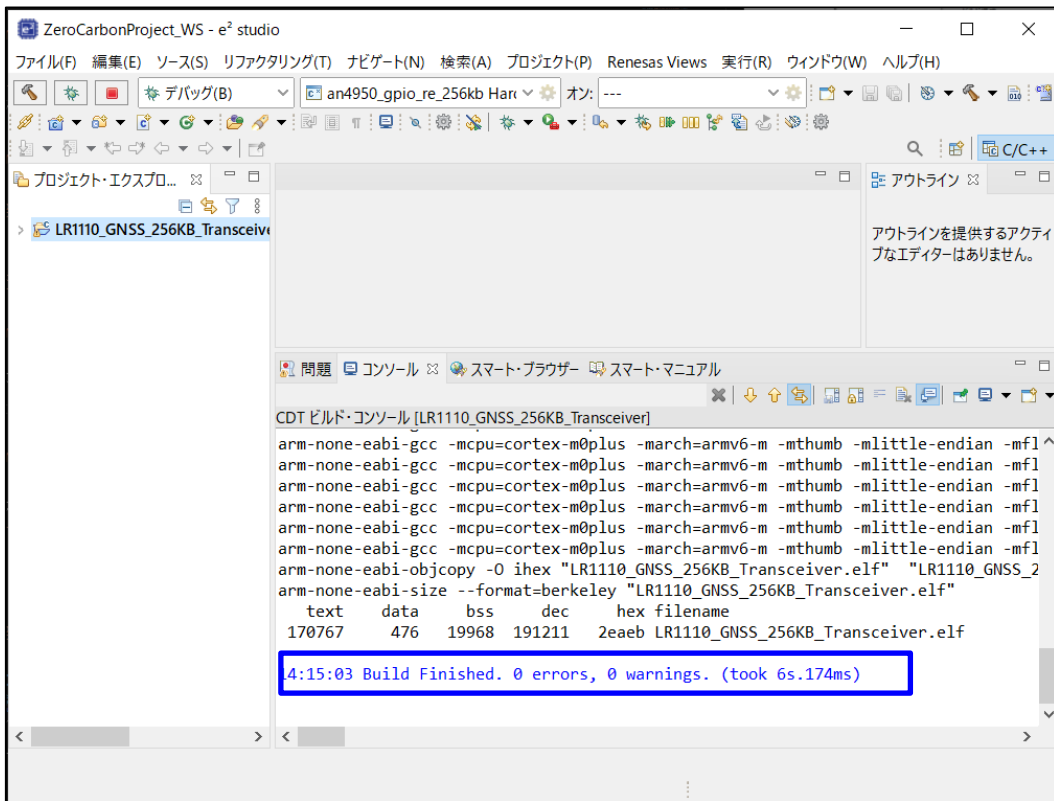 ZeroCarbonProject_WS - e² studio
ファイル(F) 編集(E) ソース(S) リファクタリング(T) ナビゲート(N) 検索(A) プロジェクト(P) Renesas Views 実行(R) ウィンドウ(W) ヘルプ(H)
デバッグ(B) an4950_gpio_re_256kb Hard オン: ---
C/C++
プロジェクト・エクスプロ...
LR1110_GNSS_256KB_Transceive
アウトライン
アウトラインを提供するアクティ
ブなエディターはありません。
問題 コンソール スマート・ブラウザー スマート・マニュアル
CDT ビルド・コンソール [LR1110_GNSS_256KB_Transceiver]
arm-none-eabi-gcc -mcpu=cortex-m0plus -march=armv6-m -mthumb -mlittle-endian -mfl
arm-none-eabi-gcc -mcpu=cortex-m0plus -march=armv6-m -mthumb -mlittle-endian -mfl
arm-none-eabi-gcc -mcpu=cortex-m0plus -march=armv6-m -mthumb -mlittle-endian -mfl
arm-none-eabi-gcc -mcpu=cortex-m0plus -march=armv6-m -mthumb -mlittle-endian -mfl
arm-none-eabi-gcc -mcpu=cortex-m0plus -march=armv6-m -mthumb -mlittle-endian -mfl
arm-none-eabi-gcc -mcpu=cortex-m0plus -march=armv6-m -mthumb -mlittle-endian -mfl
arm-none-eabi-objcopy -O ihex "LR1110_GNSS_256KB_Transceiver.elf" "LR1110_GNSS_2
arm-none-eabi-size --format=berkeley "LR1110_GNSS_256KB_Transceiver.elf"
text data bss dec hex filename
170767 476 19968 191211 2eaeb LR1110_GNSS_256KB_Transceiver.elf
14:15:03 Build Finished. 0 errors, 0 warnings. (took 6s.174ms)